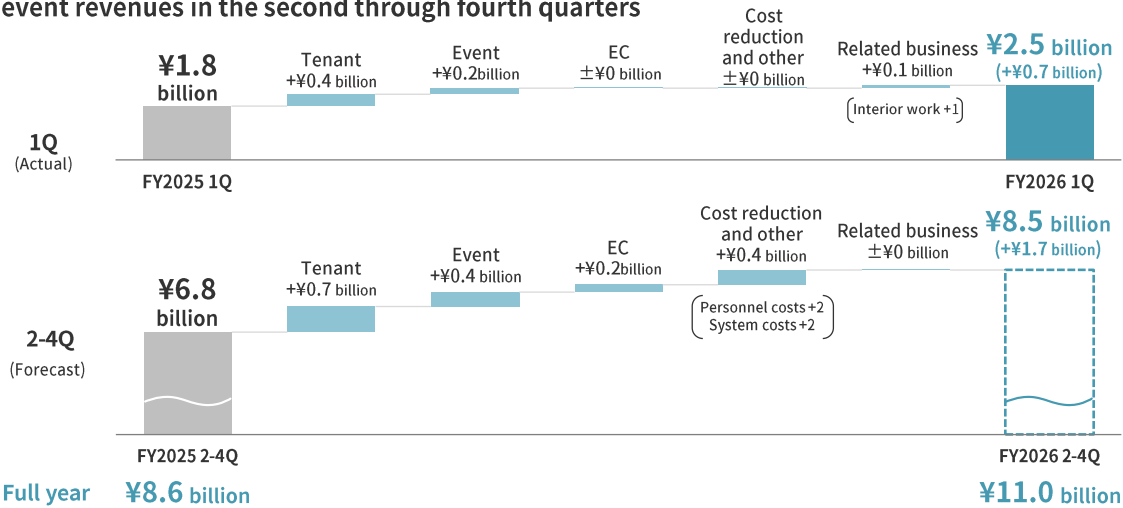 event revenues in the second through fourth quarters
¥1.8
billion
Tenant
+¥0.4 billion
Event
+¥0.2billion
EC
±¥0 billion
Cost
reduction
and other
±¥0 billion
Related business
+¥0.1 billion
(Interior work +1)
¥2.5 billion
(+¥0.7 billion)
1Q
(Actual)
FY2025 1Q
FY2026 1Q
¥6.8
billion
Tenant
+¥0.7 billion
Event
+¥0.4 billion
EC
+¥0.2billion
Cost reduction
and other
+¥0.4 billion
(Personnel costs +2
System costs +2)
Related business
±¥0 billion
¥8.5 billion
(+¥1.7 billion)
2-4Q
(Forecast)
FY2025 2-4Q
FY2026 2-4Q
Full year
¥8.6 billion
¥11.0 billion